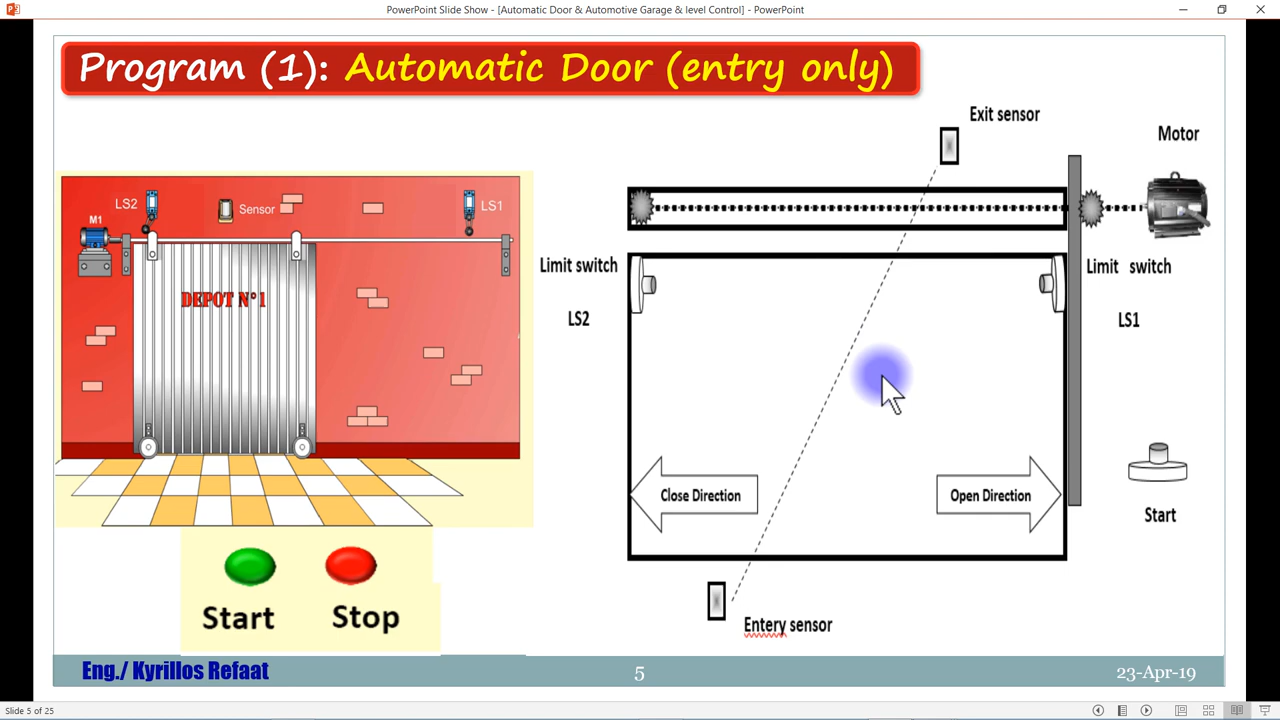 PowerPoint Slide Show - [Automatic Door & Automotive Garage & level Control] - PowerPoint
Program (1): Automatic Door (entry only)
LS2
Sensor
LS1
M1
DEPOT N°1
Start
Stop
Exit sensor
Motor
Limit switch
LS2
Limit switch
LS1
Close Direction
Open Direction
Start
Entery sensor
Eng./ Kyrillos Refaat
5
23-Apr-19
Slide 5 of 25